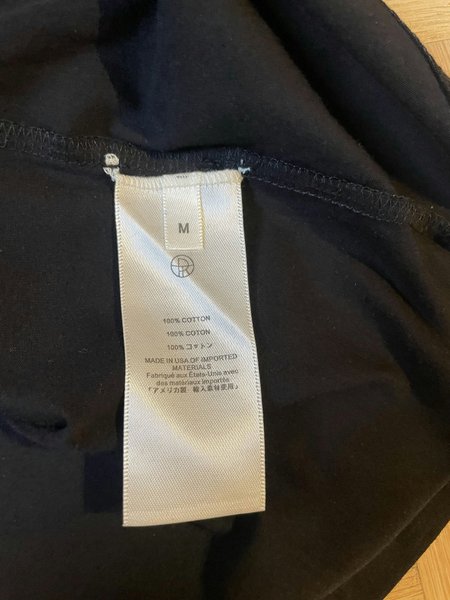 M
100% COTTON
100% COTON
100% コットン
MADE IN USA OF IMPORTED
MATERIALS
Fabriqué aux États-Unis avec
des matériaux importés
「アメリカ製 輸入素材使用」